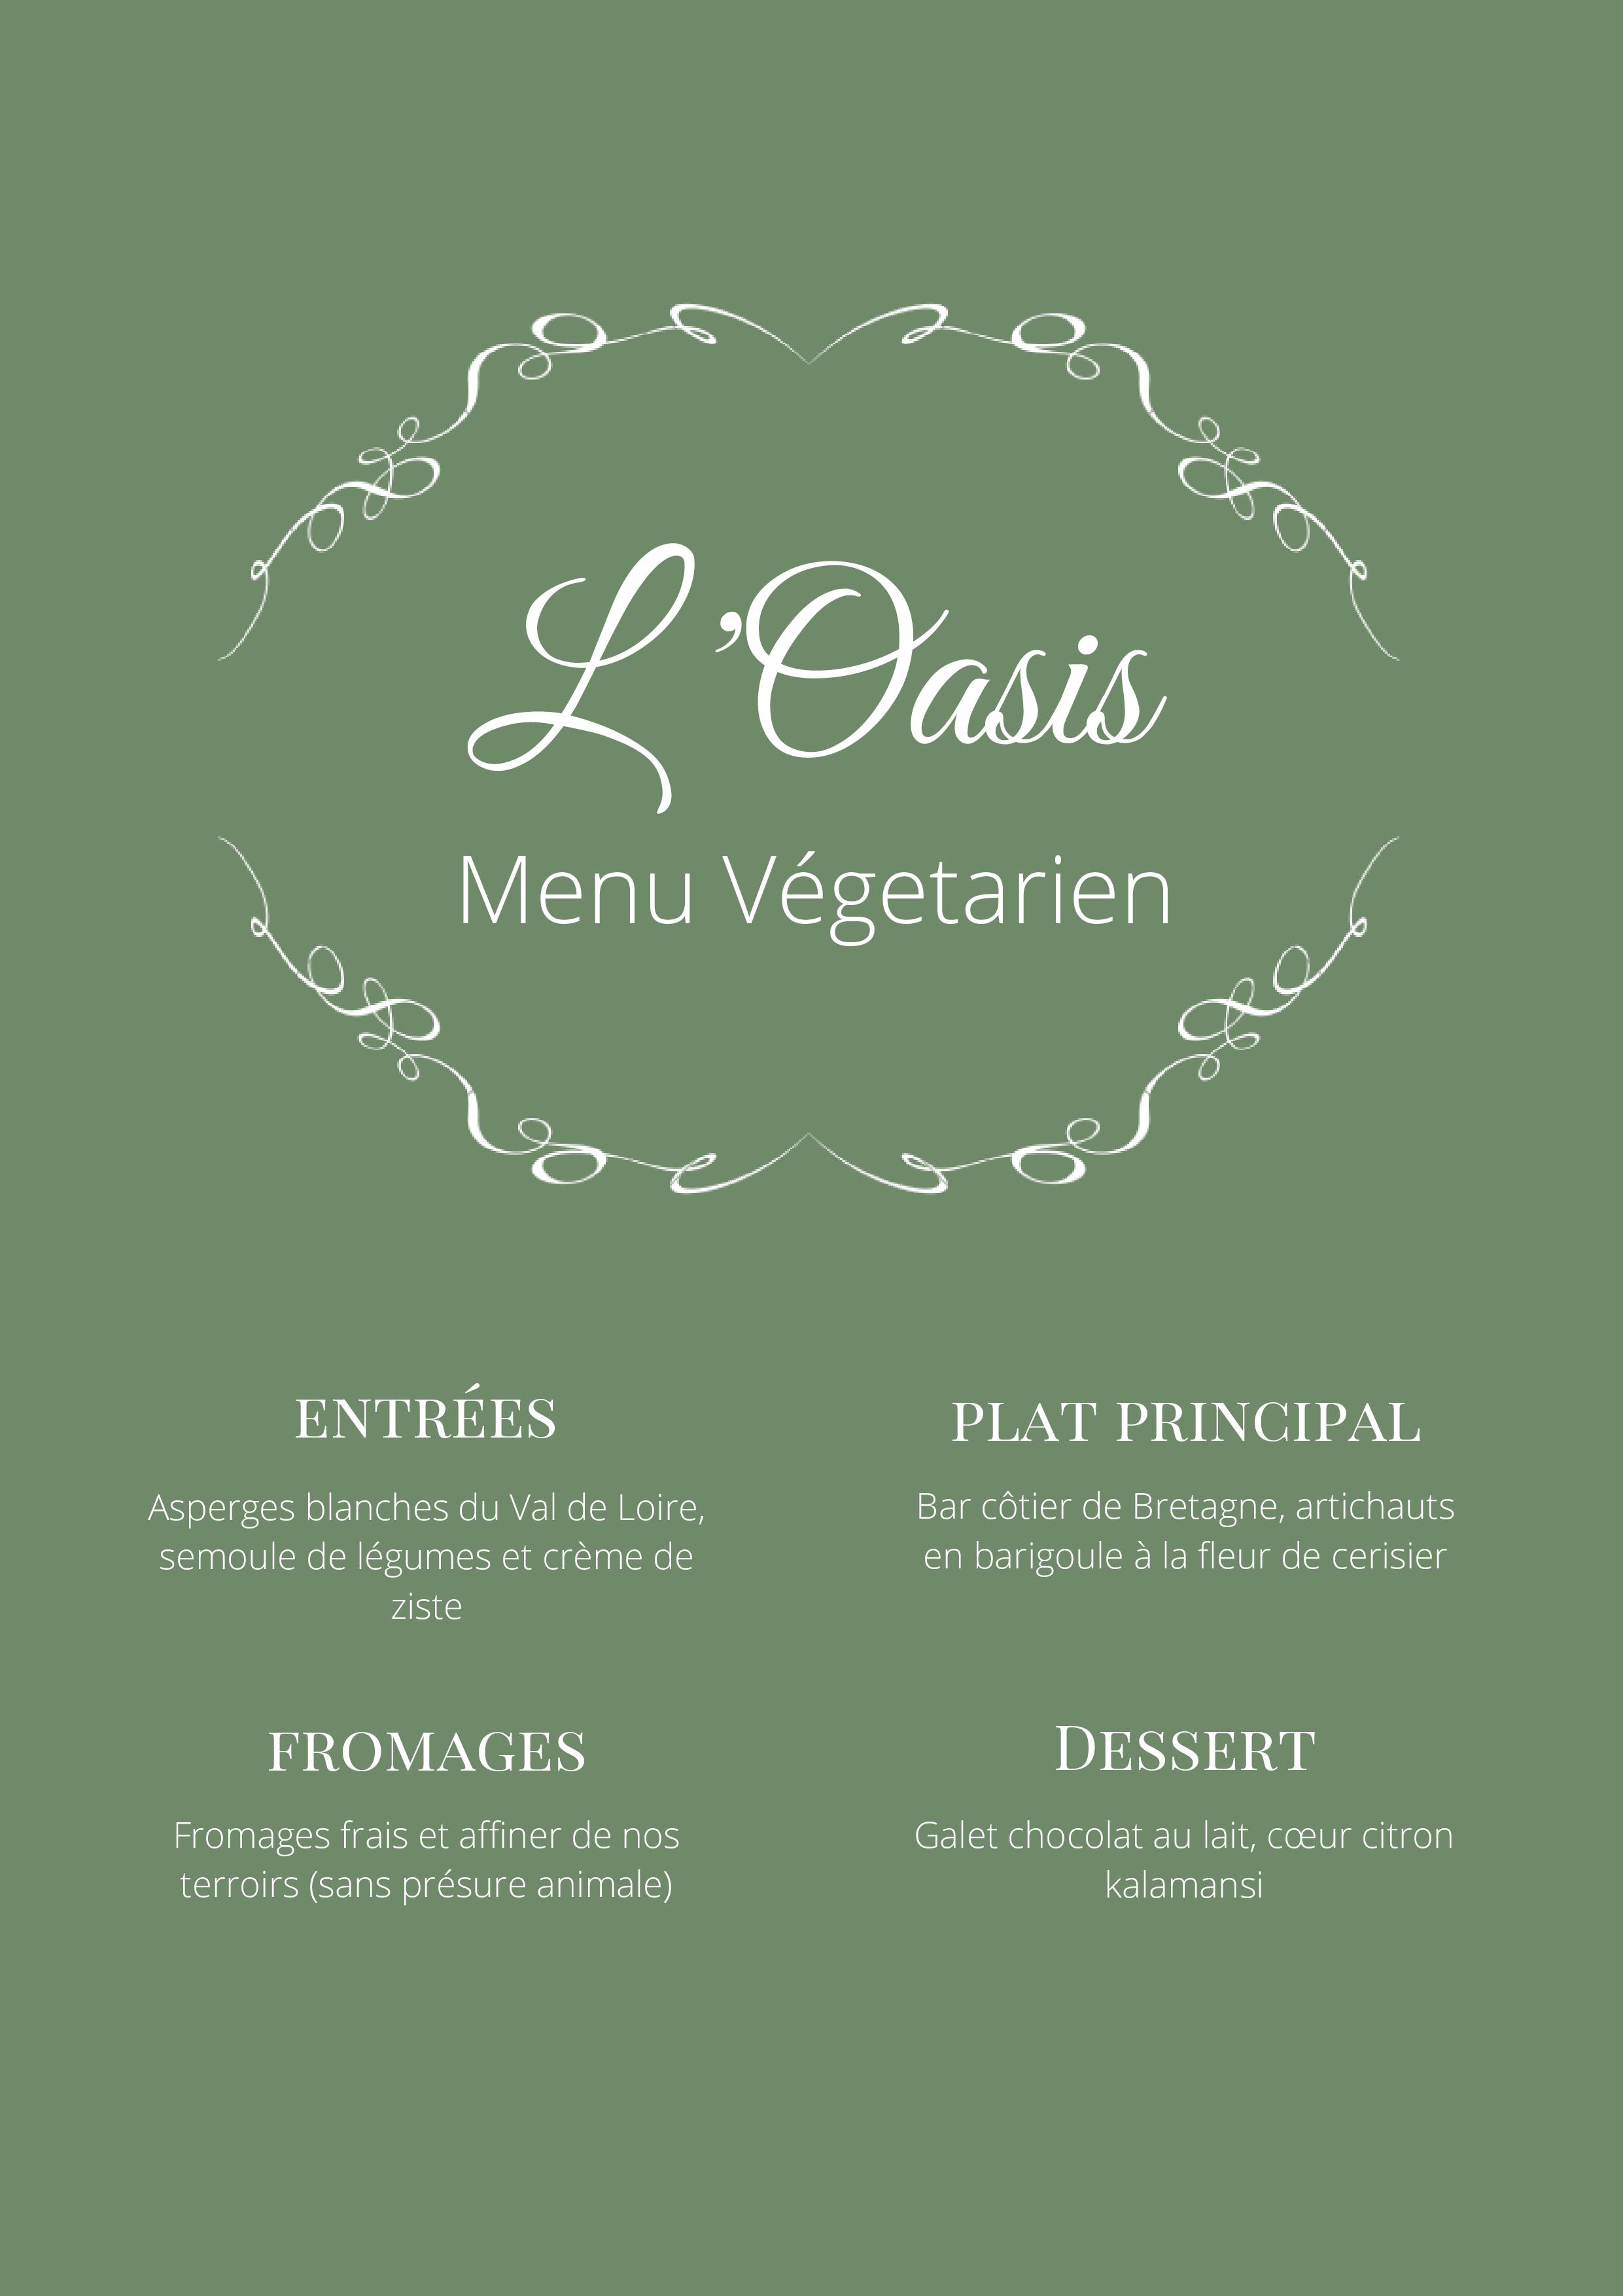 L'Oasis
Menu Végetarien
ENTRÉES
Asperges blanches du Val de Loire,
semoule de légumes et crème de
ziste
PLAT PRINCIPAL
Bar côtier de Bretagne, artichauts
en barigoule à la fleur de cerisier
FROMAGES
Fromages frais et affiner de nos
terroirs (sans présure animale)
DESSERT
Galet chocolat au lait, cœur citron
kalamansi